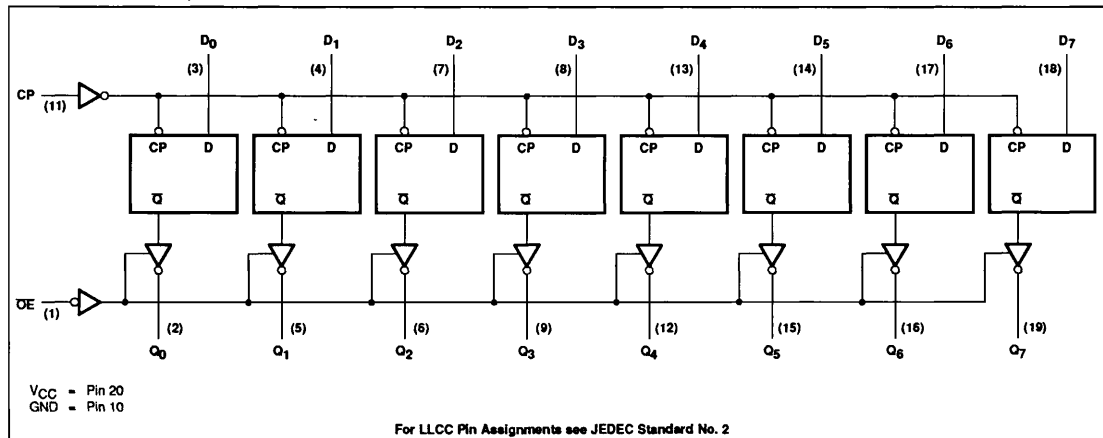 D0 D1 D2 D3 D4 D5 D6 D7
(3) (4) (7) (8) (13) (14) (17) (18)
CP
(11)
CP D CP D CP D CP D CP D CP D CP D CP D
Q̅ Q̅ Q̅ Q̅ Q̅ Q̅ Q̅ Q̅
O̅E̅
(1)
(2) (5) (6) (9) (12) (15) (16) (19)
Q0 Q1 Q2 Q3 Q4 Q5 Q6 Q7
VCC = Pin 20
GND = Pin 10
For LLCC Pin Assignments see JEDEC Standard No. 2